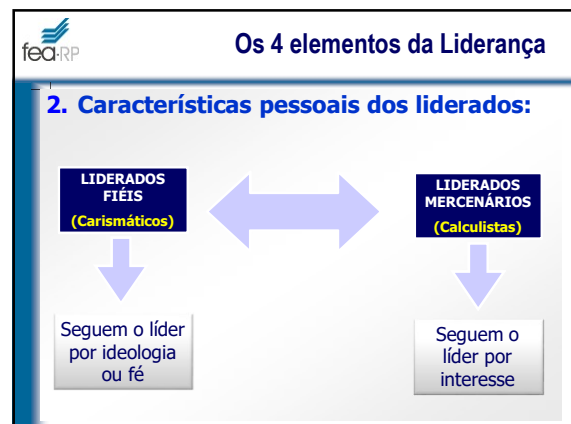 fea-RP
Os 4 elementos da Liderança
2. Características pessoais dos liderados:
LIDERADOS
FIÉIS
(Carismáticos)
LIDERADOS
MERCENÁRIOS
(Calculistas)
Seguem o líder
por ideologia
ou fé
Seguem o
líder por
interesse